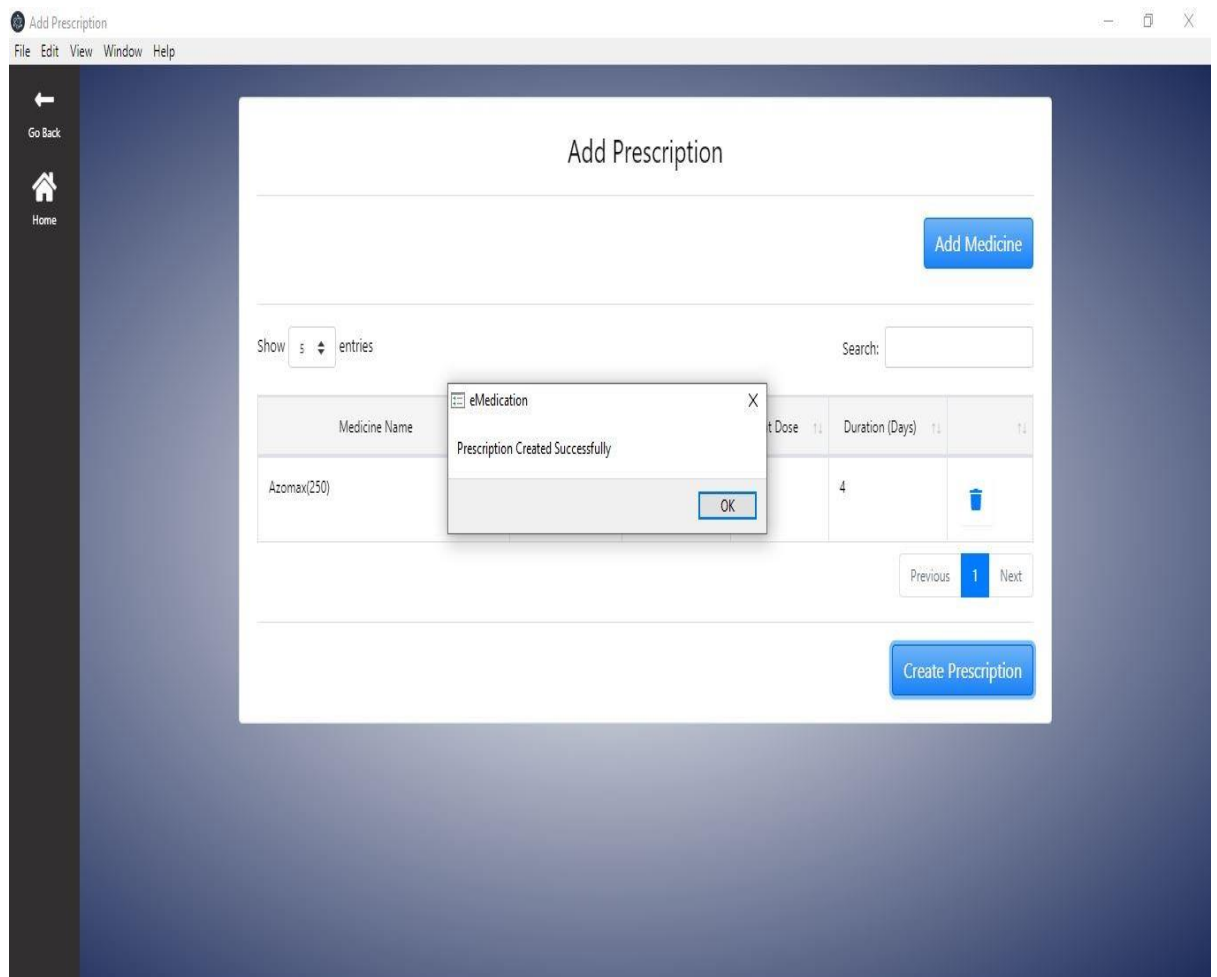 Add Prescription
File Edit View Window Help
Go Back
Home
Add Prescription
Add Medicine
Show 5 entries
Search:
eMedication X
Prescription Created Successfully
OK
Medicine Name
Dose
Duration (Days)
Azomax(250)
4
Previous 1 Next
Create Prescription